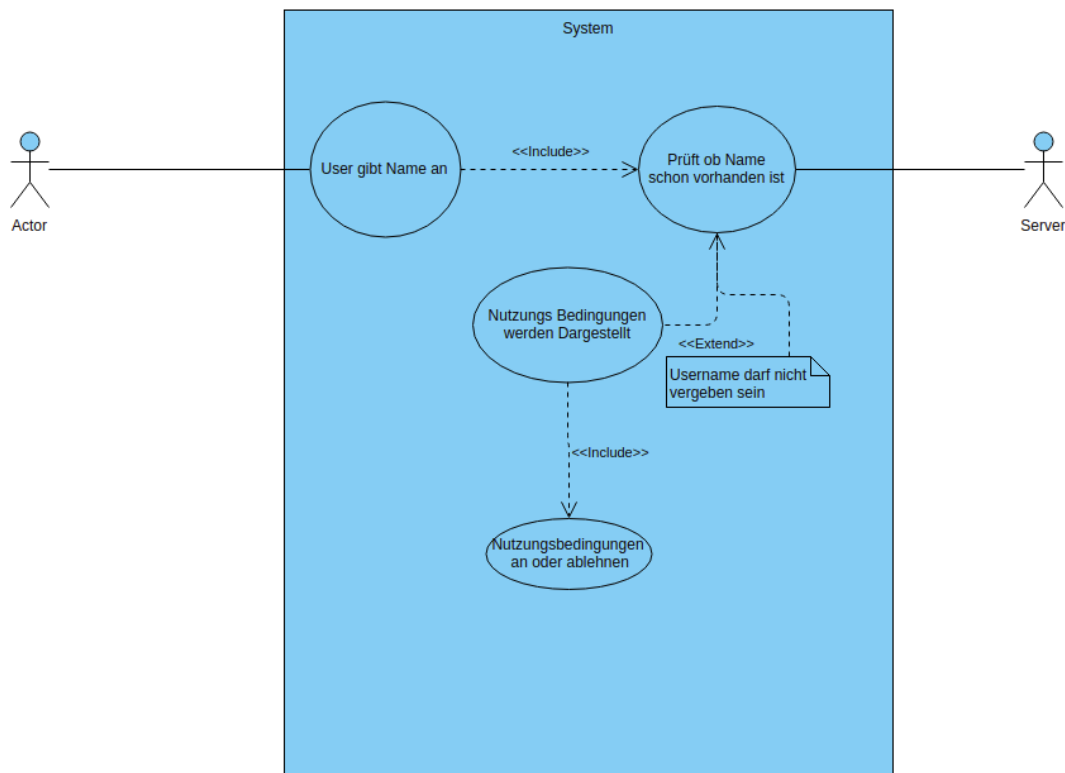 System
User gibt Name an
<<Include>>
Prüft ob Name
schon vorhanden ist
Actor
Server
Nutzungs Bedingungen
werden Dargestellt
<<Extend>>
Username darf nicht
vergeben sein
<<Include>>
Nutzungsbedingungen
an oder ablehnen